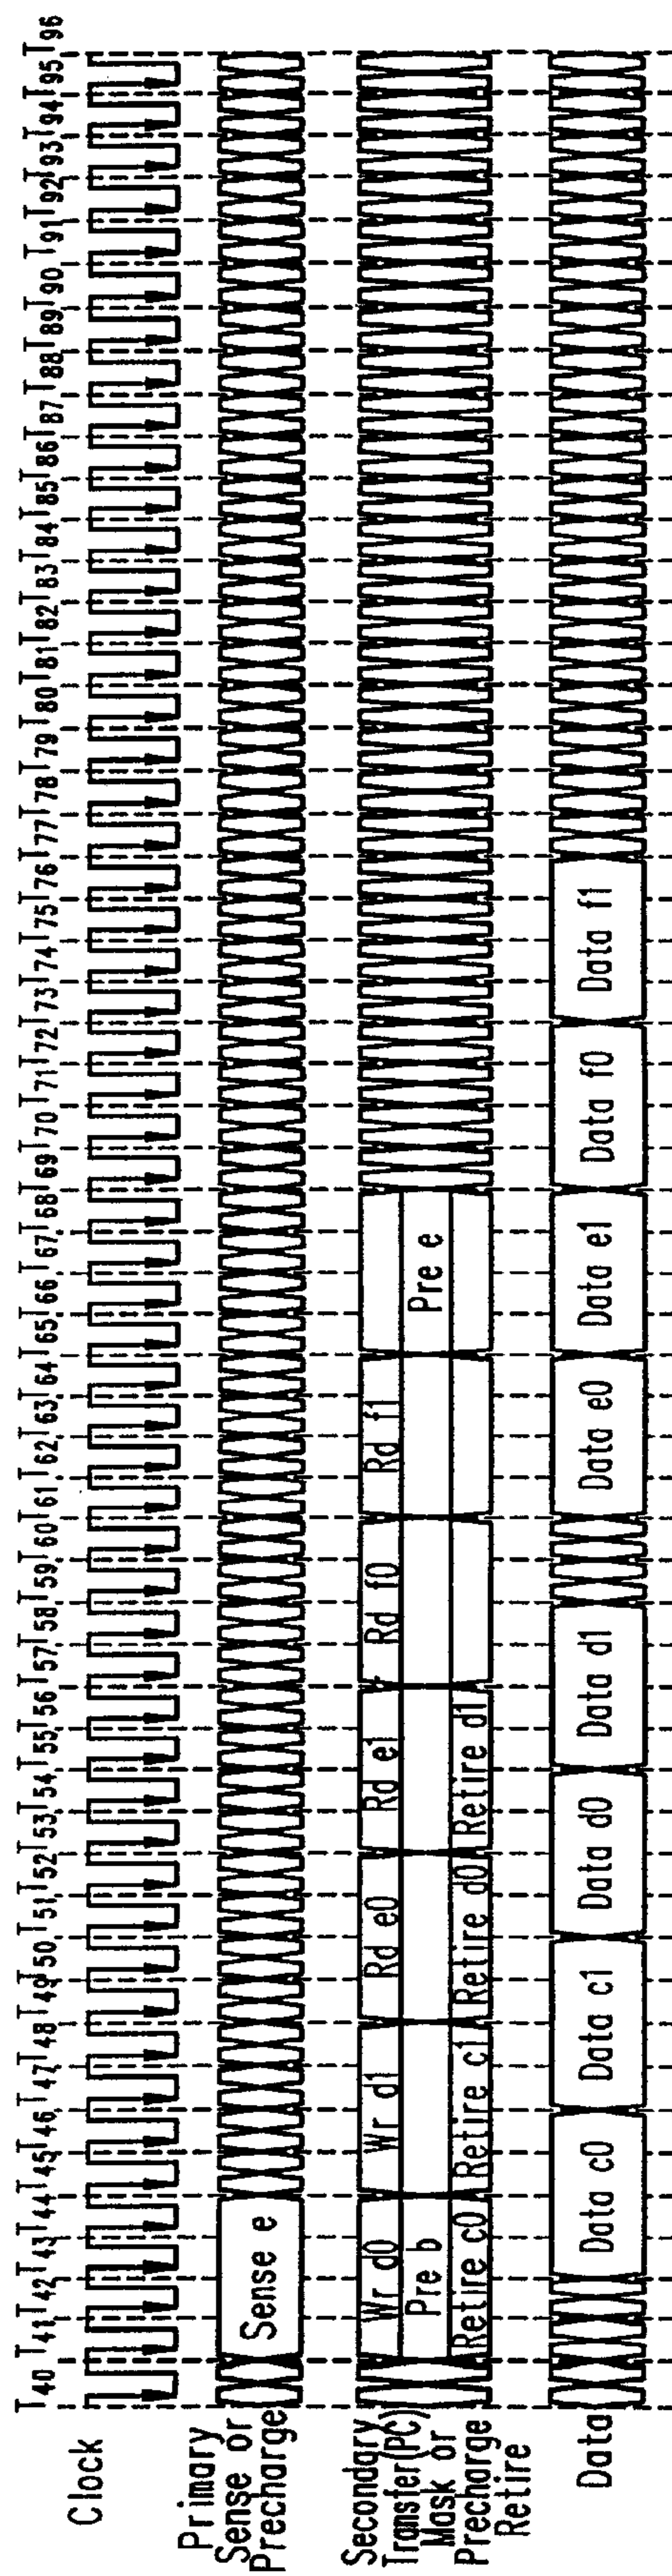 T40 T41 T42 T43 T44 T45 T46 T47 T48 T49 T50 T51 T52 T53 T54 T55 T56 T57 T58 T59 T60 T61 T62 T63 T64 T65 T66 T67 T68 T69 T70 T71 T72 T73 T74 T75 T76 T77 T78 T79 T80 T81 T82 T83 T84 T85 T86 T87 T88 T89 T90 T91 T92 T93 T94 T95 T96
Clock
Primary
Sense or
Precharge
Sense e
Secondary
Transfer(PC)
Mask or
Precharge
Retire
Wr d0 Wr d1 Rd e0 Rd e1 Rd f0 Rd f1
Pre b Pre e
Retire c0 Retire c1 Retire d0 Retire d1
Data
Data c0 Data c1 Data d0 Data d1 Data e0 Data e1 Data f0 Data f1